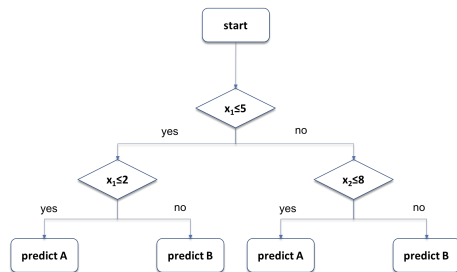 start
x₁≤5
yes
no
x₁≤2
x₂≤8
yes
no
yes
no
predict A
predict B
predict A
predict B